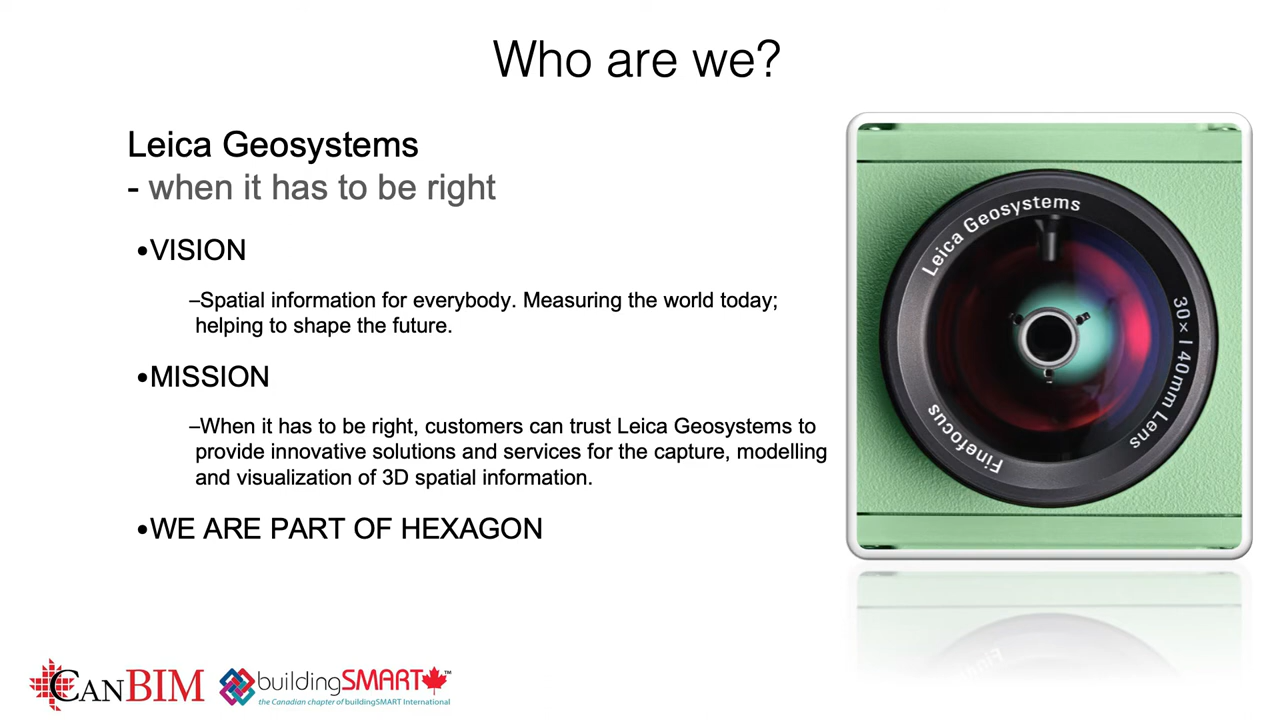 Who are we?
Leica Geosystems
- when it has to be right
•VISION
–Spatial information for everybody. Measuring the world today;
helping to shape the future.
•MISSION
–When it has to be right, customers can trust Leica Geosystems to
provide innovative solutions and services for the capture, modelling
and visualization of 3D spatial information.
•WE ARE PART OF HEXAGON
Leica Geosystems
30× 140mm Lens
Finefocus
CANBIM
buildingSMART™
the Canadian chapter of buildingSMART International